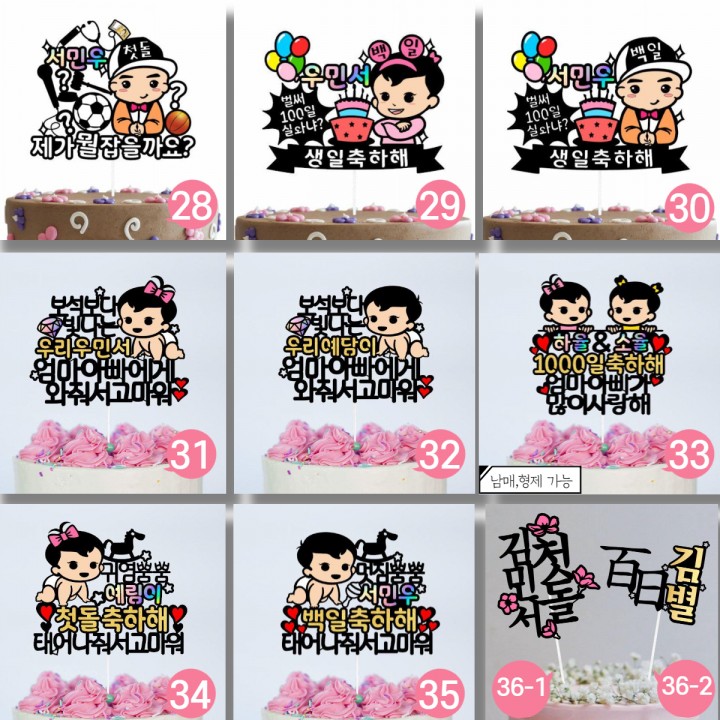 서민우
첫돌
제가뭘잡을까요?
28
백일
우민서
벌써
100일
실화냐?
생일축하해
29
백일
서민우
벌써
100일
실화냐?
생일축하해
30
보석보다
빛나는
우리우민서
엄마아빠에게
와줘서고마워
31
보석보다
빛나는
우리예담이
엄마아빠에게
와줘서고마워
32
하율&소율
1000일축하해
엄마아빠가
많이사랑해
33
남매,형제 가능
귀염뿜뿜
예림이
첫돌축하해
태어나줘서고마워
34
멋짐뿜뿜
서민우
백일축하해
태어나줘서고마워
35
김민서
첫돌
36-1
百日
김별
36-2